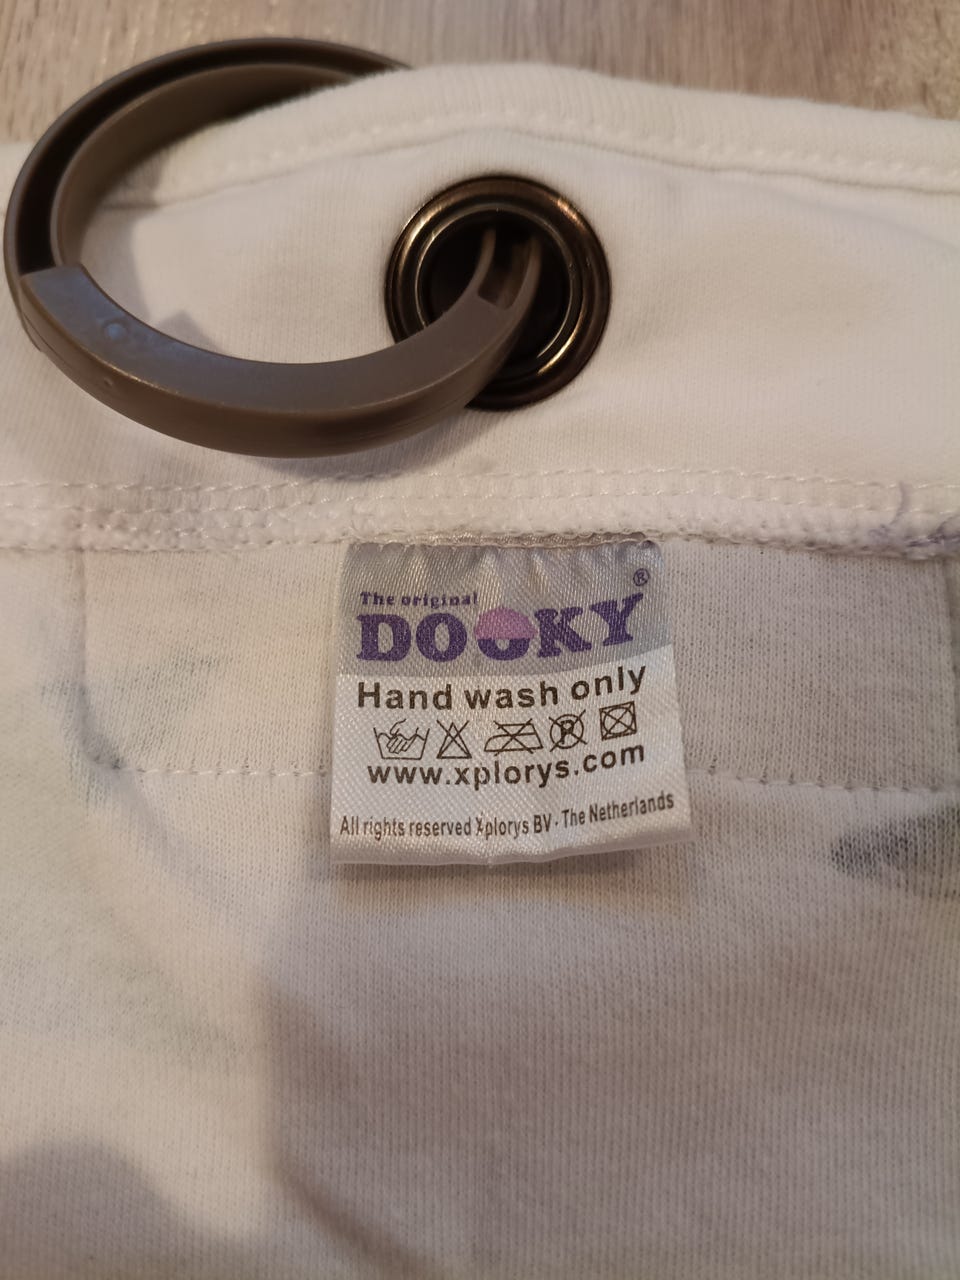 The original
DOOKY®
Hand wash only
P
www.xplorys.com
All rights reserved Xplorys BV - The Netherlands